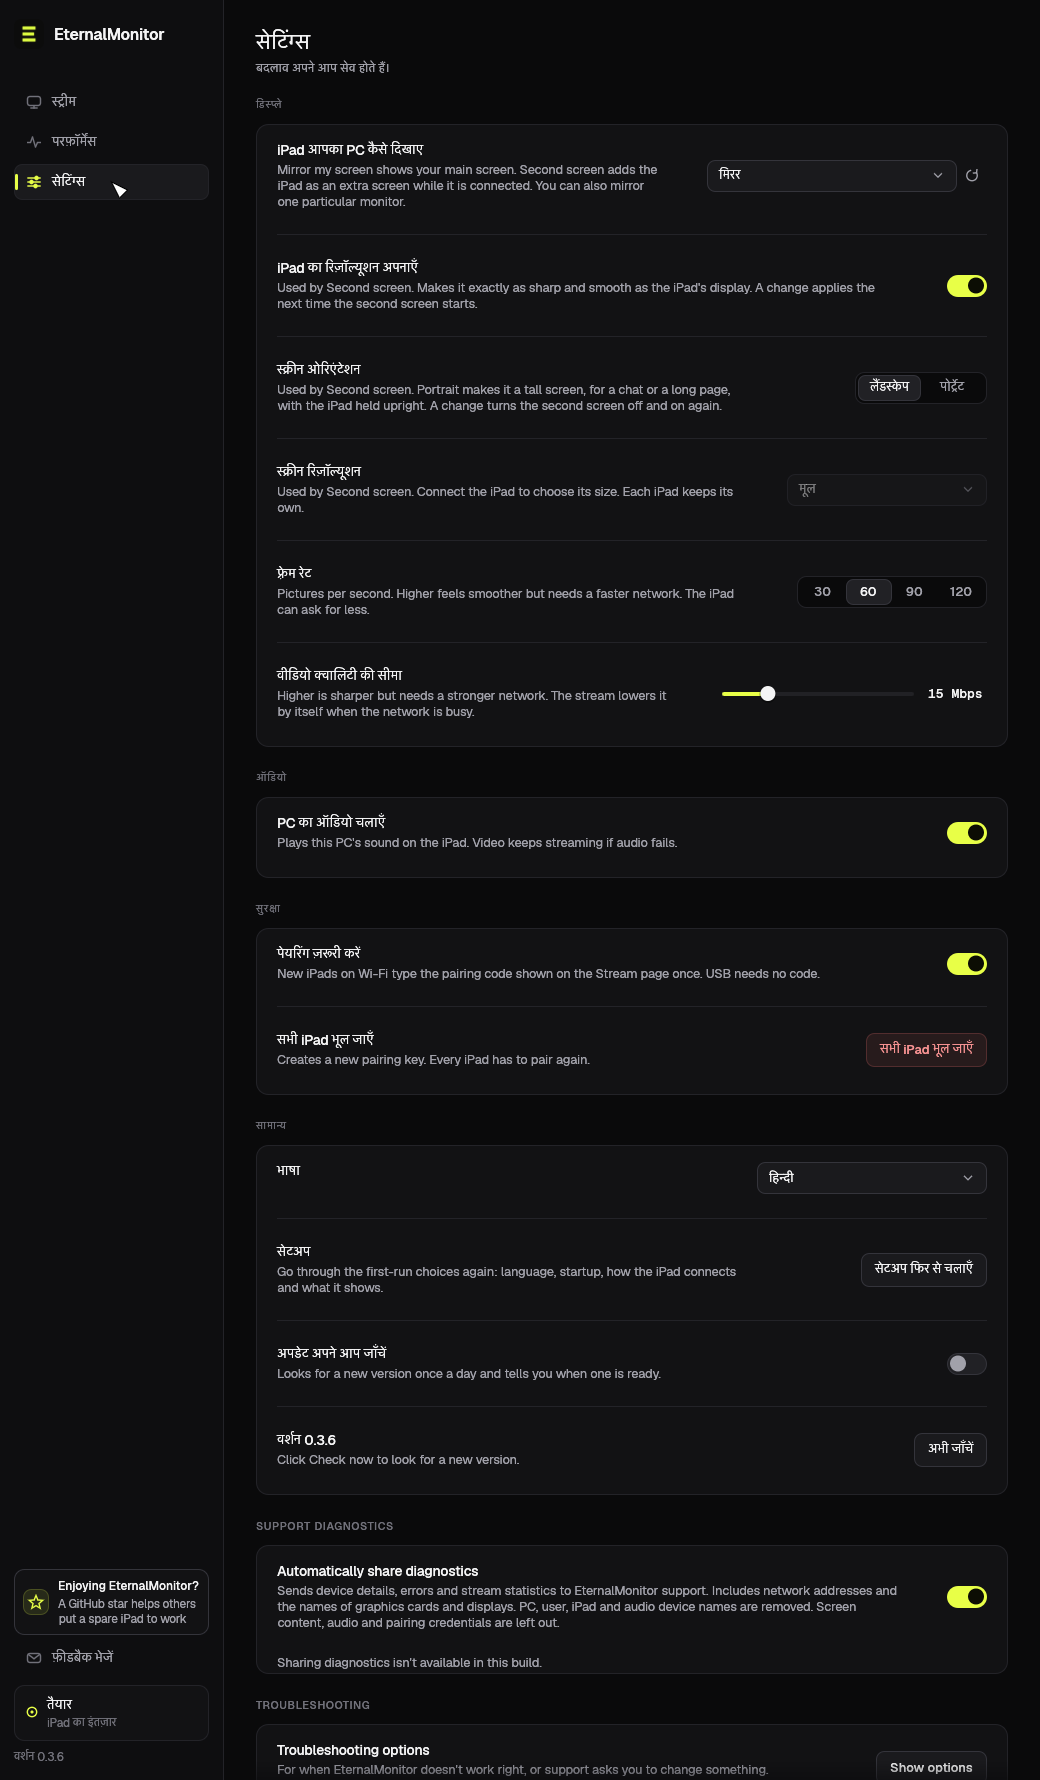 EternalMonitor
स्ट्रीम
परफ़ॉर्मेंस
सेटिंग्स
सेटिंग्स
बदलाव अपने आप सेव होते हैं।
डिस्प्ले
iPad आपका PC कैसे दिखाए
Mirror my screen shows your main screen. Second screen adds the
iPad as an extra screen while it is connected. You can also mirror
one particular monitor.
मिरर
iPad का रिज़ॉल्यूशन अपनाएँ
Used by Second screen. Makes it exactly as sharp and smooth as the iPad's display. A change applies the
next time the second screen starts.
स्क्रीन ओरिएंटेशन
Used by Second screen. Portrait makes it a tall screen, for a chat or a long page,
with the iPad held upright. A change turns the second screen off and on again.
लैंडस्केप
पोर्ट्रेट
स्क्रीन रिज़ॉल्यूशन
Used by Second screen. Connect the iPad to choose its size. Each iPad keeps its
own.
मूल
फ़्रेम रेट
Pictures per second. Higher feels smoother but needs a faster network. The iPad
can ask for less.
30 60 90 120
वीडियो क्वालिटी की सीमा
Higher is sharper but needs a stronger network. The stream lowers it
by itself when the network is busy.
15 Mbps
ऑडियो
PC का ऑडियो चलाएँ
Plays this PC's sound on the iPad. Video keeps streaming if audio fails.
सुरक्षा
पेयरिंग ज़रूरी करें
New iPads on Wi-Fi type the pairing code shown on the Stream page once. USB needs no code.
सभी iPad भूल जाएँ
Creates a new pairing key. Every iPad has to pair again.
सभी iPad भूल जाएँ
सामान्य
भाषा
हिन्दी
सेटअप
Go through the first-run choices again: language, startup, how the iPad connects
and what it shows.
सेटअप फिर से चलाएँ
अपडेट अपने आप जाँचें
Looks for a new version once a day and tells you when one is ready.
वर्शन 0.3.6
Click Check now to look for a new version.
अभी जाँचें
SUPPORT DIAGNOSTICS
Automatically share diagnostics
Sends device details, errors and stream statistics to EternalMonitor support. Includes network addresses and
the names of graphics cards and displays. PC, user, iPad and audio device names are removed. Screen
content, audio and pairing credentials are left out.
Sharing diagnostics isn't available in this build.
TROUBLESHOOTING
Troubleshooting options
For when EternalMonitor doesn't work right, or support asks you to change something.
Show options
Enjoying EternalMonitor?
A GitHub star helps others
put a spare iPad to work
फ़ीडबैक भेजें
तैयार
iPad का इंतज़ार
वर्शन 0.3.6